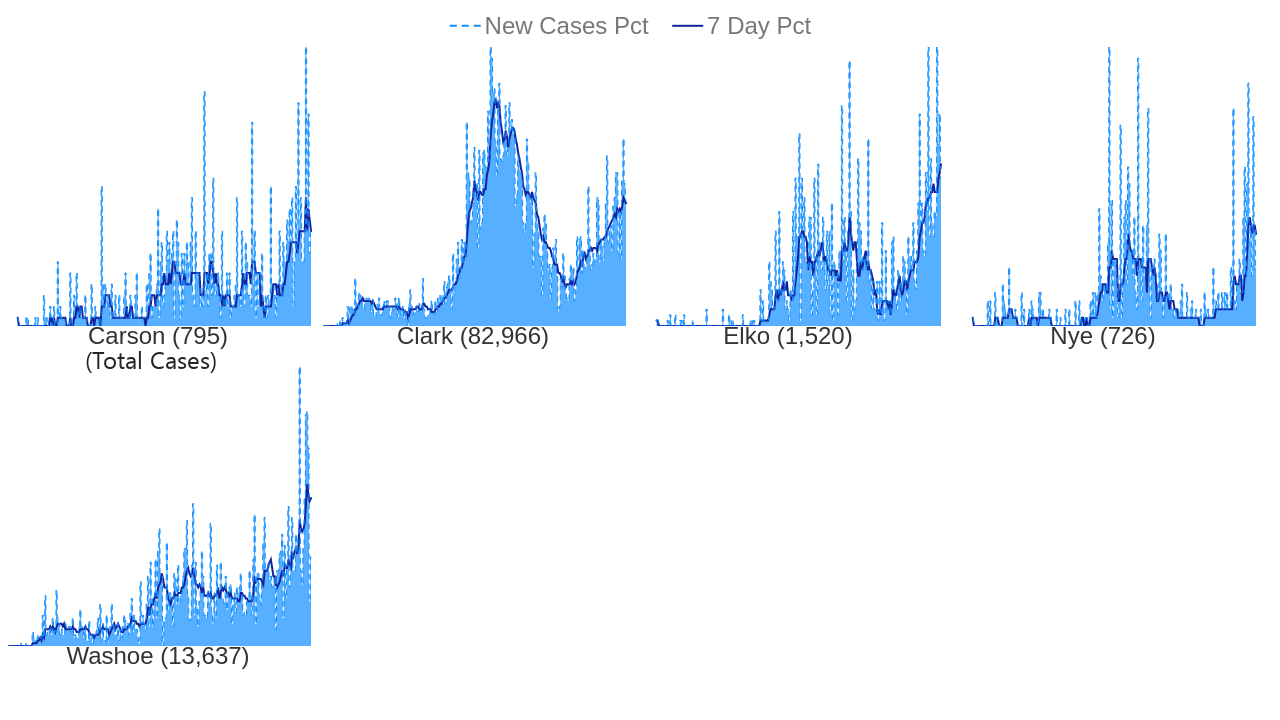 New Cases Pct 7 Day Pct
Carson (795)
(Total Cases)
Clark (82,966)
Elko (1,520)
Nye (726)
Washoe (13,637)